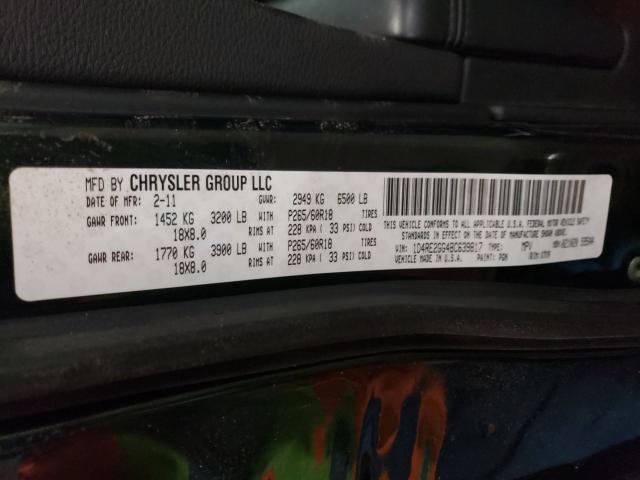 MFD BY CHRYSLER GROUP LLC
DATE OF MFR: 2-11 GVWR: 2949 KG 6500 LB
GAWR FRONT: 1452 KG 3200 LB WITH P265/60R18 TIRES
18X8.0 RIMS AT 228 KPA ( 33 PSI) COLD
GAWR REAR: 1770 KG 3900 LB WITH P265/60R18 TIRES
18X8.0 RIMS AT 228 KPA ( 33 PSI) COLD
THIS VEHICLE CONFORMS TO ALL APPLICABLE U.S.A. FEDERAL MOTOR VEHICLE SAFETY
STANDARDS IN EFFECT ON THE DATE OF MANUFACTURE SHOWN ABOVE.
VIN: 1D4RE2GG4BC639817 TYPE: MPV MDH:
VEHICLE MADE IN U.S.A. PAINT: PGN